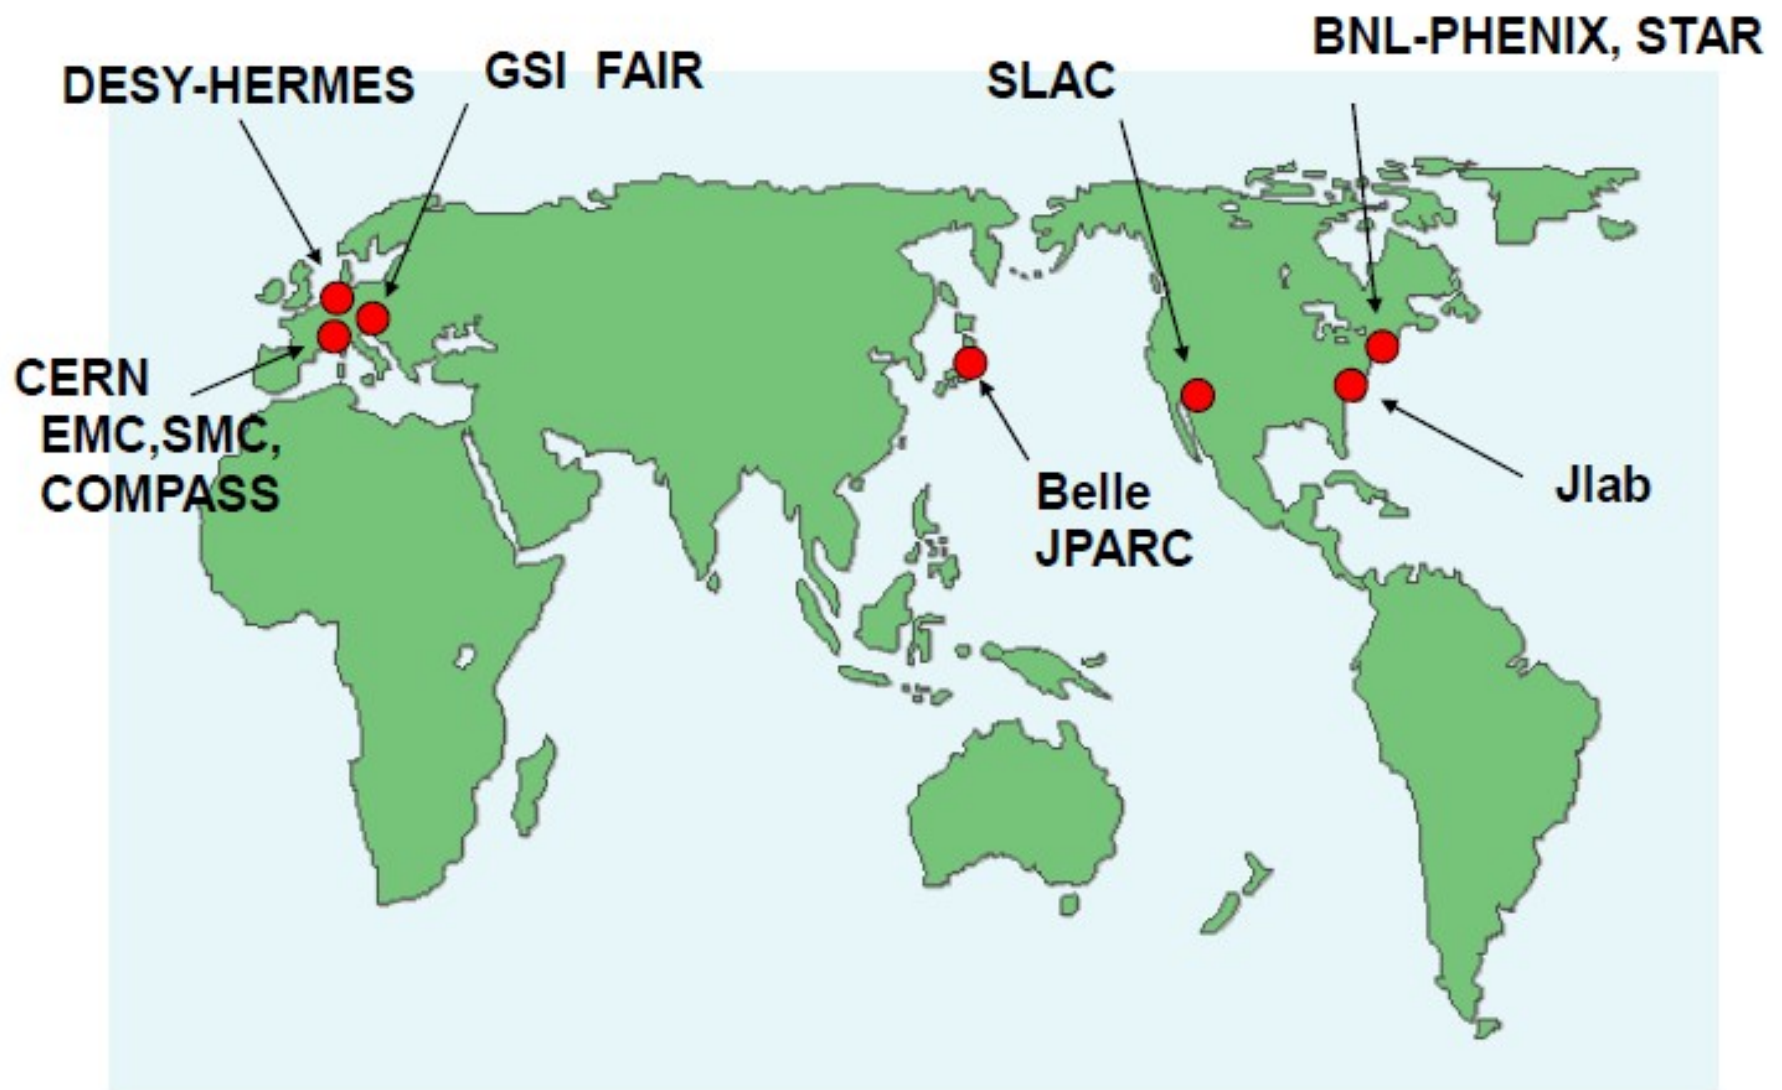 BNL-PHENIX, STAR
DESY-HERMES
GSI FAIR
SLAC
CERN
EMC,SMC,
COMPASS
Belle
JPARC
Jlab